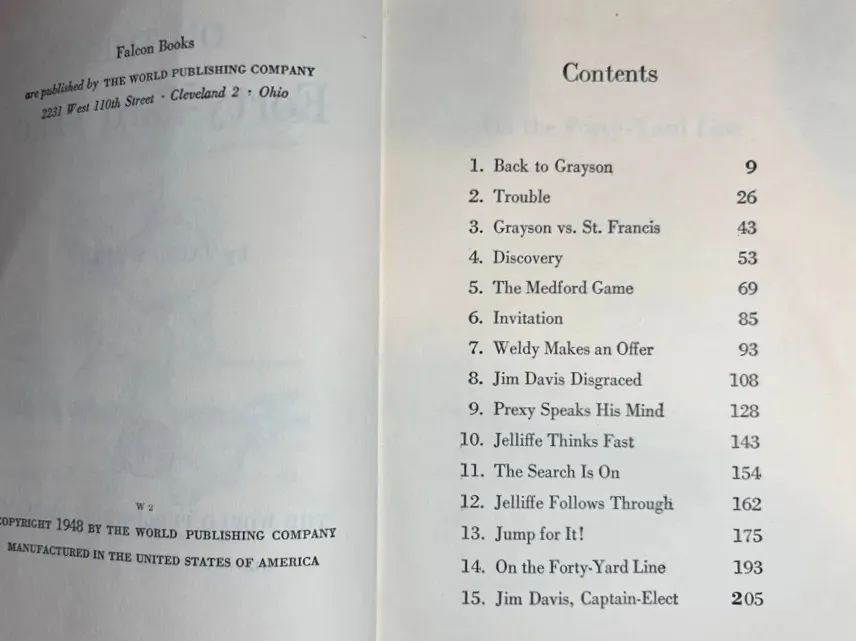 Falcon Books
are published by THE WORLD PUBLISHING COMPANY
2231 West 110th Street · Cleveland 2 · Ohio
W 2
COPYRIGHT 1948 BY THE WORLD PUBLISHING COMPANY
MANUFACTURED IN THE UNITED STATES OF AMERICA
Contents
1. Back to Grayson 9
2. Trouble 26
3. Grayson vs. St. Francis 43
4. Discovery 53
5. The Medford Game 69
6. Invitation 85
7. Weldy Makes an Offer 93
8. Jim Davis Disgraced 108
9. Prexy Speaks His Mind 128
10. Jelliffe Thinks Fast 143
11. The Search Is On 154
12. Jelliffe Follows Through 162
13. Jump for It! 175
14. On the Forty-Yard Line 193
15. Jim Davis, Captain-Elect 205